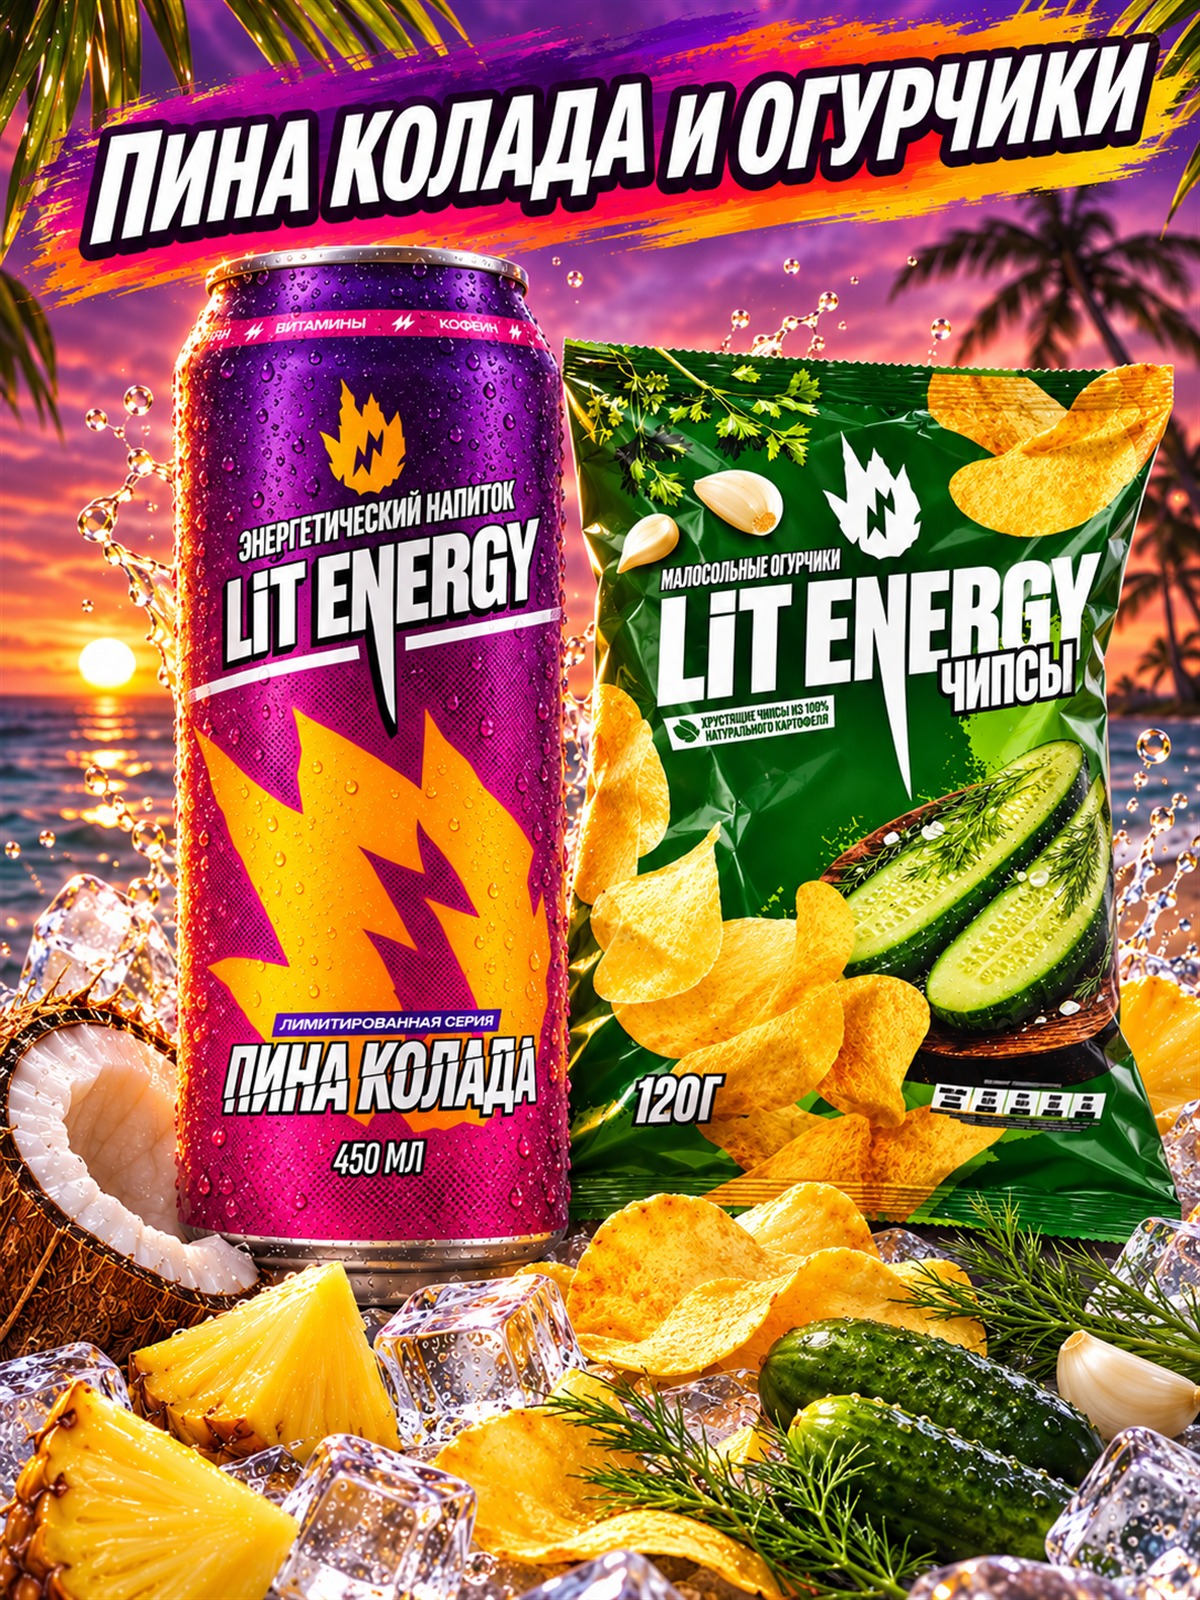 ПИНА КОЛАДА И ОГУРЧИКИ
ВИТАМИНЫ
КОФЕИН
ЭНЕРГЕТИЧЕСКИЙ НАПИТОК
LiT ENERGY
ЛИМИТИРОВАННАЯ СЕРИЯ
ПИНА КОЛАДА
450 МЛ
МАЛОСОЛЬНЫЕ ОГУРЧИКИ
LiT ENERGY
ЧИПСЫ
ХРУСТЯЩИЕ ЧИПСЫ ИЗ 100%
НАТУРАЛЬНОГО КАРТОФЕЛЯ
120Г